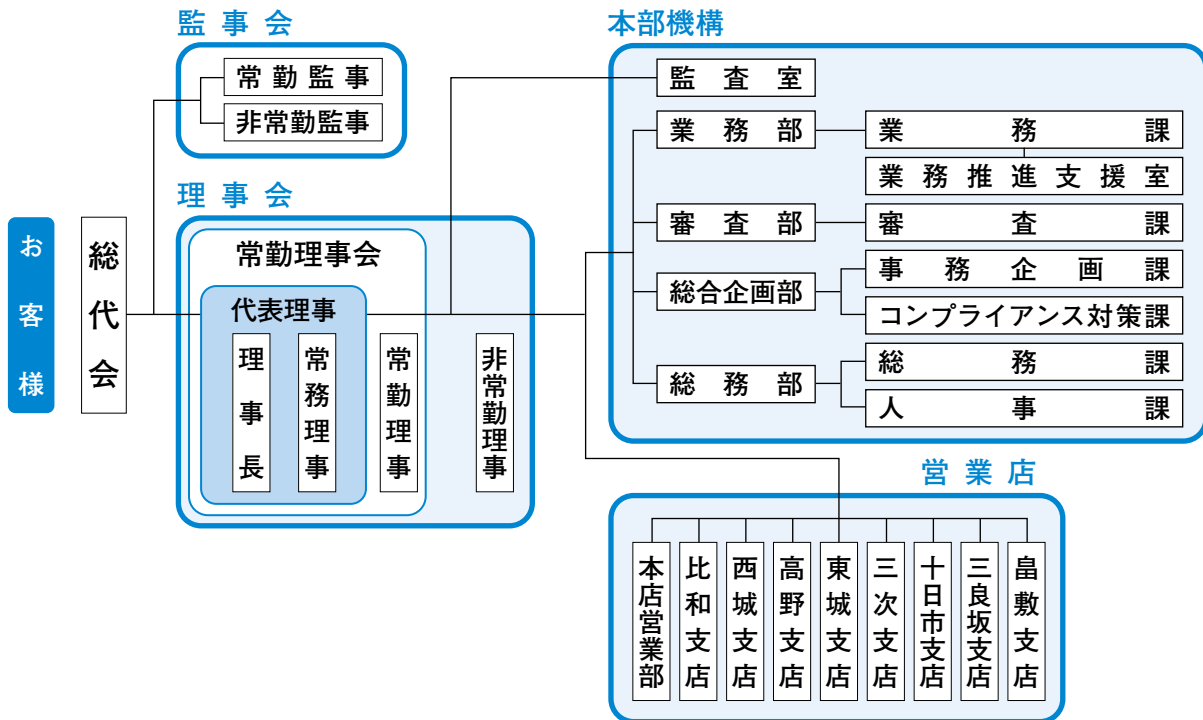 監事会
常勤監事
非常勤監事
理事会
お客様
総代会
常勤理事会
代表理事
理事長
常務理事
常勤理事
非常勤理事
本部機構
監査室
業務部
業務課
業務推進支援室
審査部
審査課
総合企画部
事務企画課
コンプライアンス対策課
総務部
総務課
人事課
営業店
本店営業部
比和支店
西城支店
高野支店
東城支店
三次支店
十日市支店
三良坂支店
畠敷支店